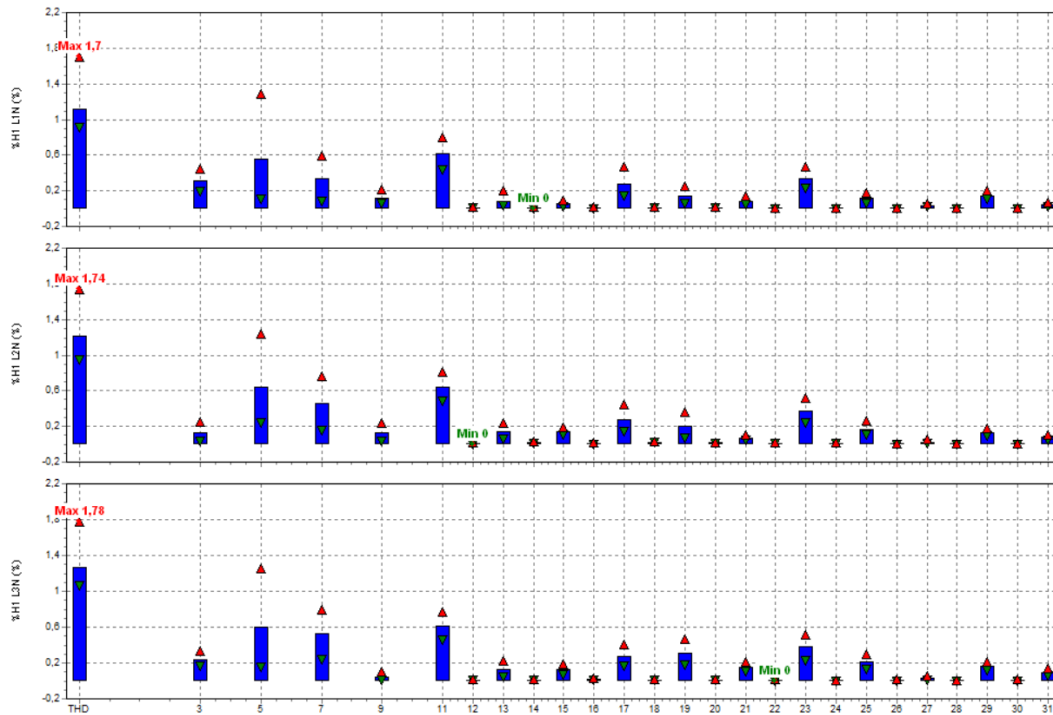 2,2
Max 1,7
1,8
1,4
1
0,6
0,2
-0,2
%H1 L1N (%)
Min 0
2,2
Max 1,74
1,8
1,4
1
0,6
0,2
-0,2
%H1 L2N (%)
Min 0
2,2
Max 1,78
1,8
1,4
1
0,6
0,2
-0,2
%H1 L3N (%)
Min 0
THD 3 5 7 9 11 12 13 14 15 16 17 18 19 20 21 22 23 24 25 26 27 28 29 30 31